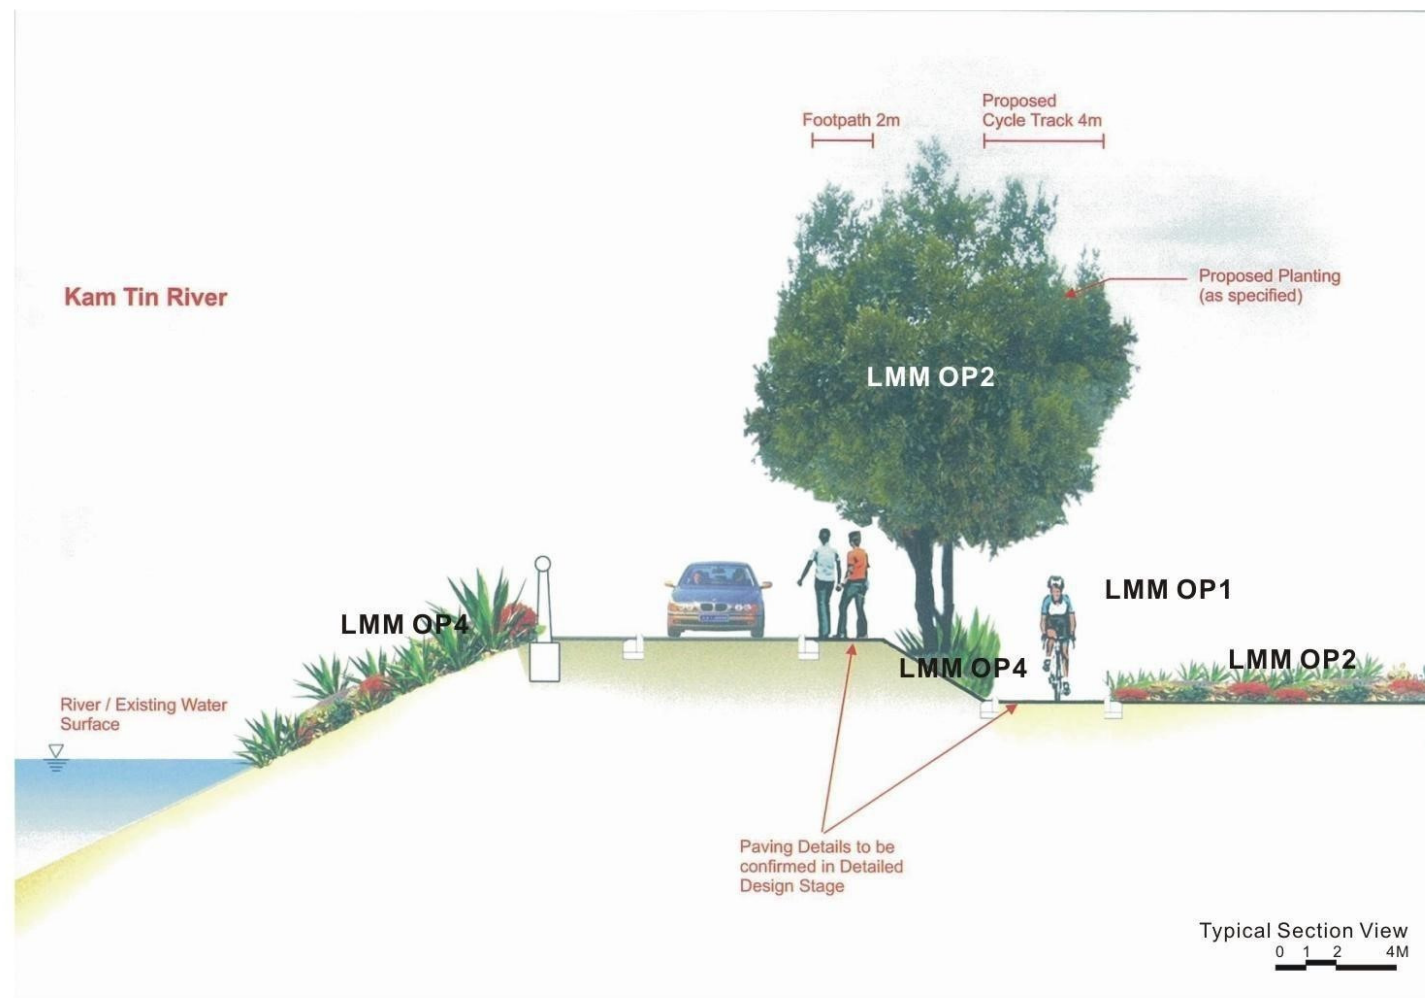 Proposed
Cycle Track 4m
Footpath 2m
Proposed Planting
(as specified)
Kam Tin River
LMM OP2
LMM OP1
LMM OP4
LMM OP4
LMM OP2
River / Existing Water
Surface
Paving Details to be
confirmed in Detailed
Design Stage
Typical Section View
0 1 2 4M